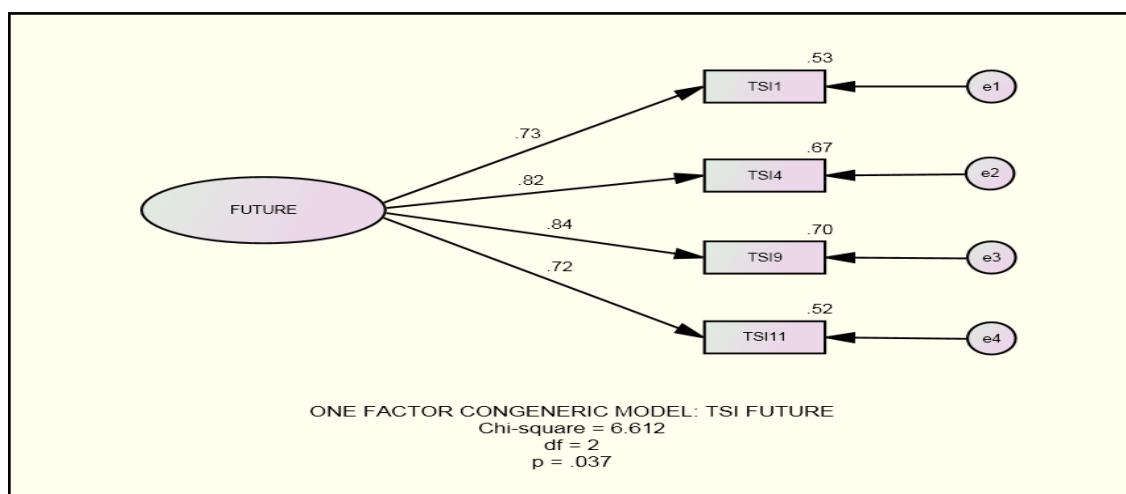 .53
TSI1
e1
.73
.67
TSI4
e2
.82
FUTURE
.84
.70
TSI9
e3
.72
.52
TSI11
e4
ONE FACTOR CONGENERIC MODEL: TSI FUTURE
Chi-square = 6.612
df = 2
p = .037